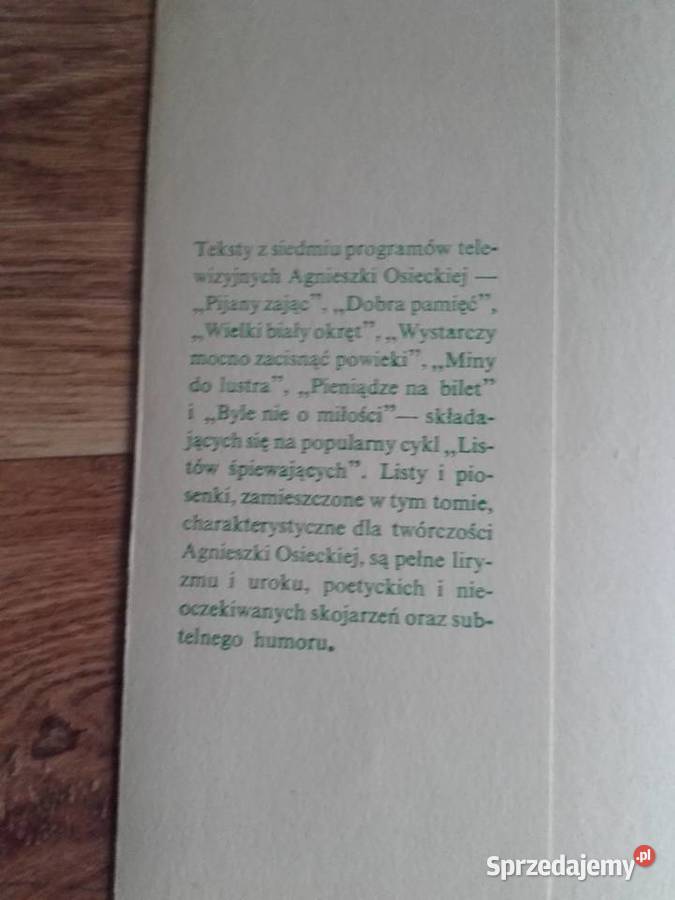 Teksty z siedmiu programów tele-
wizyjnych Agnieszki Osieckiej —
„Pijany zając”, „Dobra pamięć”,
„Wielki biały okręt”, „Wystarczy
mocno zacisnąć powieki”, „Miny
do lustra”, „Pieniądze na bilet”
i „Byle nie o miłości” — składa-
jących się na popularny cykl „Lis-
tów śpiewających”. Listy i pio-
senki, zamieszczone w tym tomie,
charakterystyczne dla twórczości
Agnieszki Osieckiej, są pełne liry-
zmu i uroku, poetyckich i nie-
oczekiwanych skojarzeń oraz sub-
telnego humoru.
Sprzedajemy.pl